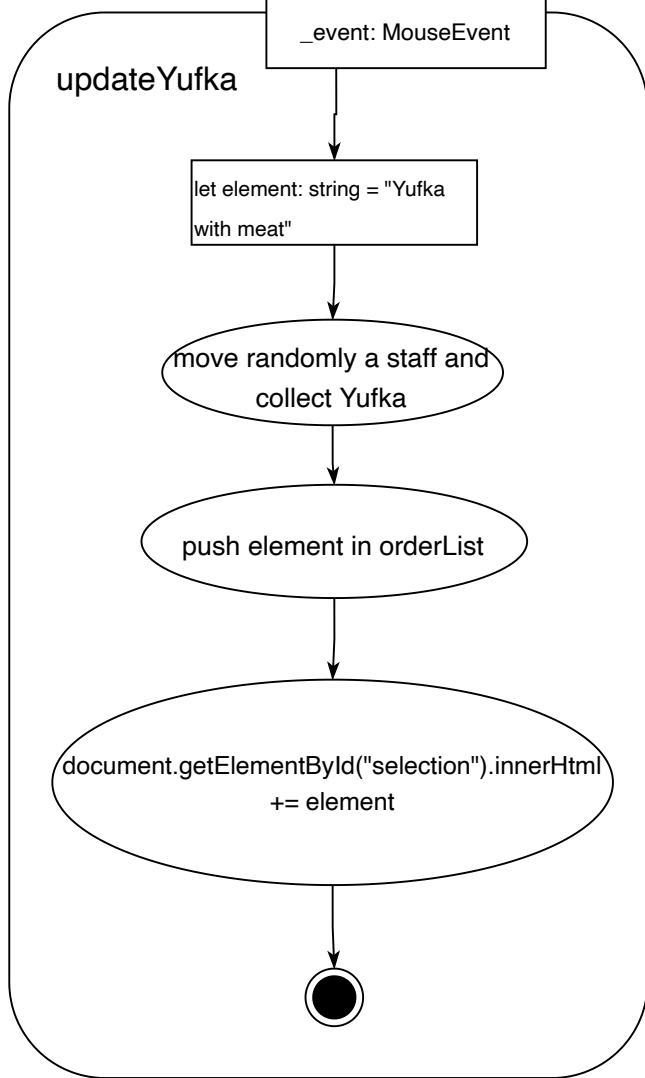 _event: MouseEvent
updateYufka
let element: string = "Yufka
with meat"
move randomly a staff and
collect Yufka
push element in orderList
document.getElementById("selection").innerHtml
+= element